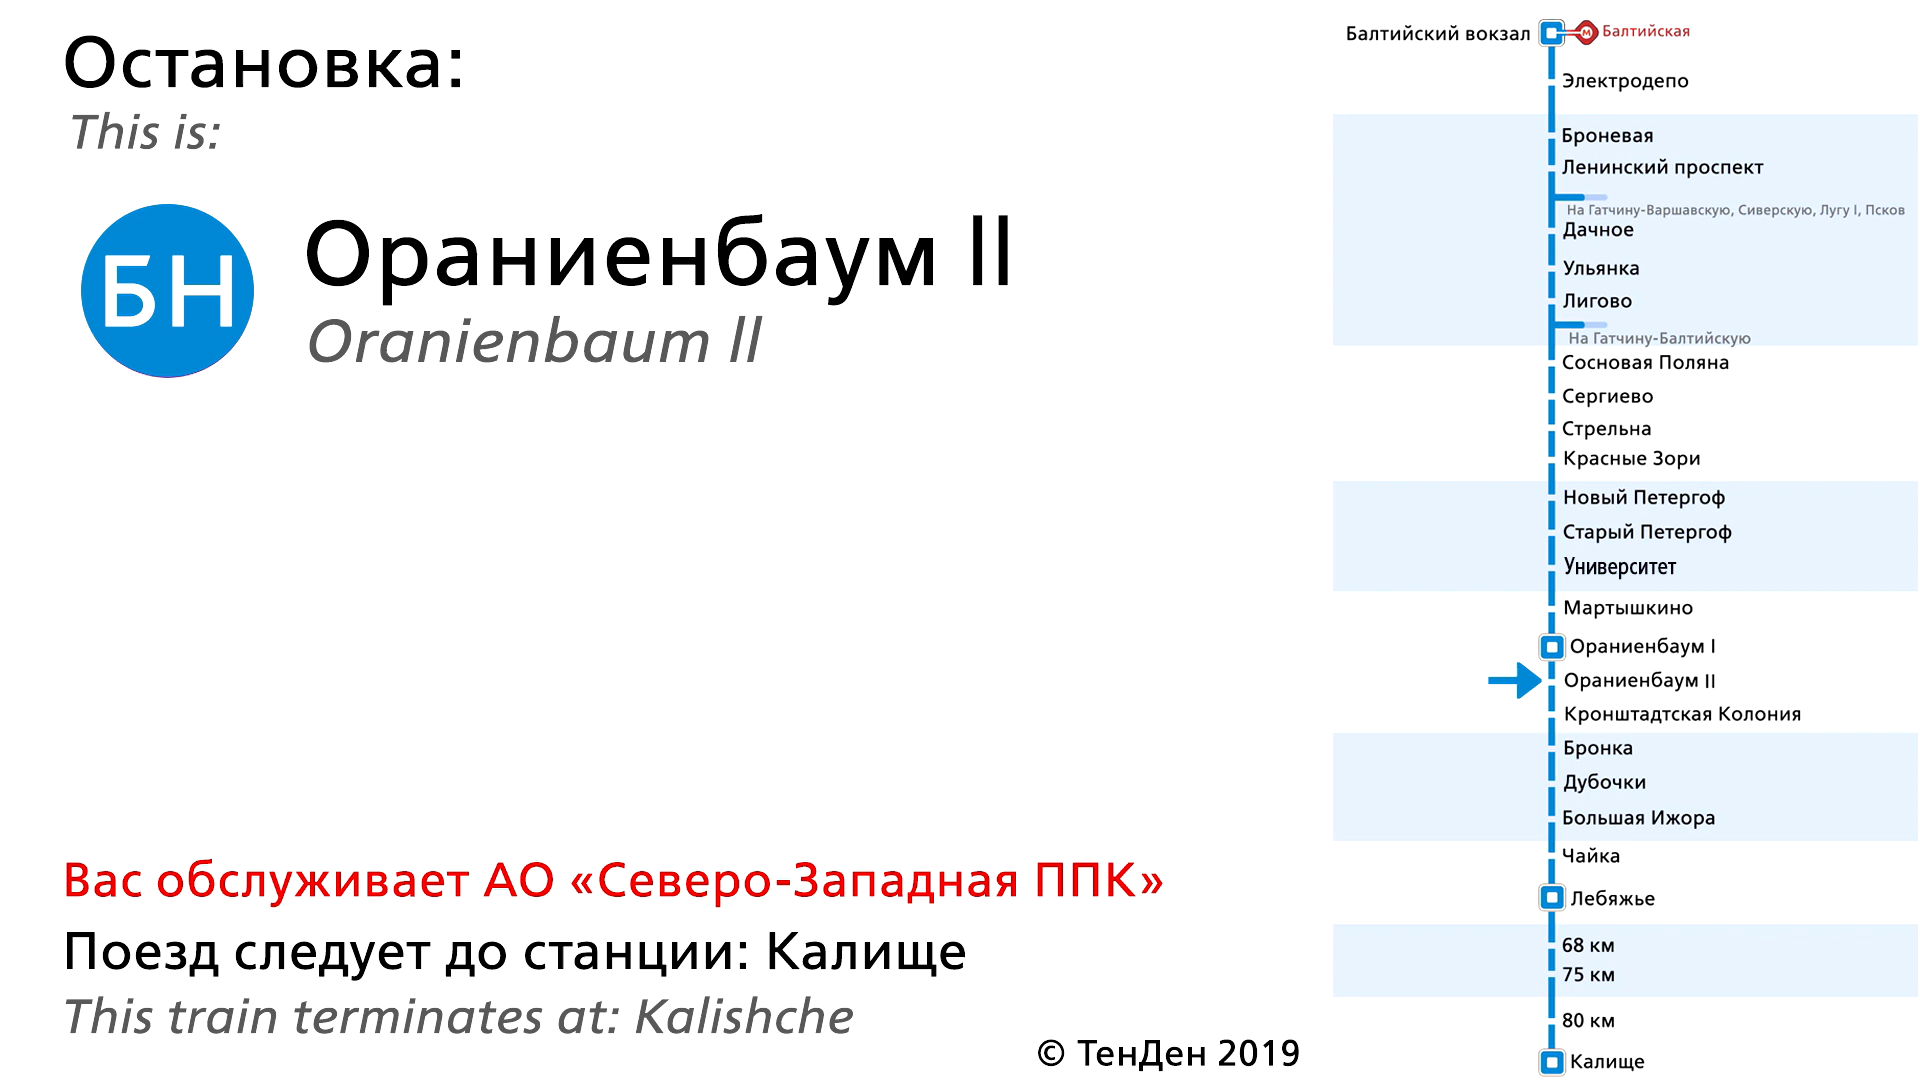 Остановка:
This is:
БН
Ораниенбаум ll
Oranienbaum ll
Вас обслуживает АО «Северо-Западная ППК»
Поезд следует до станции: Калище
This train terminates at: Kalishche
© ТенДен 2019
Балтийский вокзал
м
Балтийская
Электродепо
Броневая
Ленинский проспект
На Гатчину-Варшавскую, Сиверскую, Лугу I, Псков
Дачное
Ульянка
Лигово
На Гатчину-Балтийскую
Сосновая Поляна
Сергиево
Стрельна
Красные Зори
Новый Петергоф
Старый Петергоф
Университет
Мартышкино
Ораниенбаум I
Ораниенбаум II
Кронштадтская Колония
Бронка
Дубочки
Большая Ижора
Чайка
Лебяжье
68 км
75 км
80 км
Калище